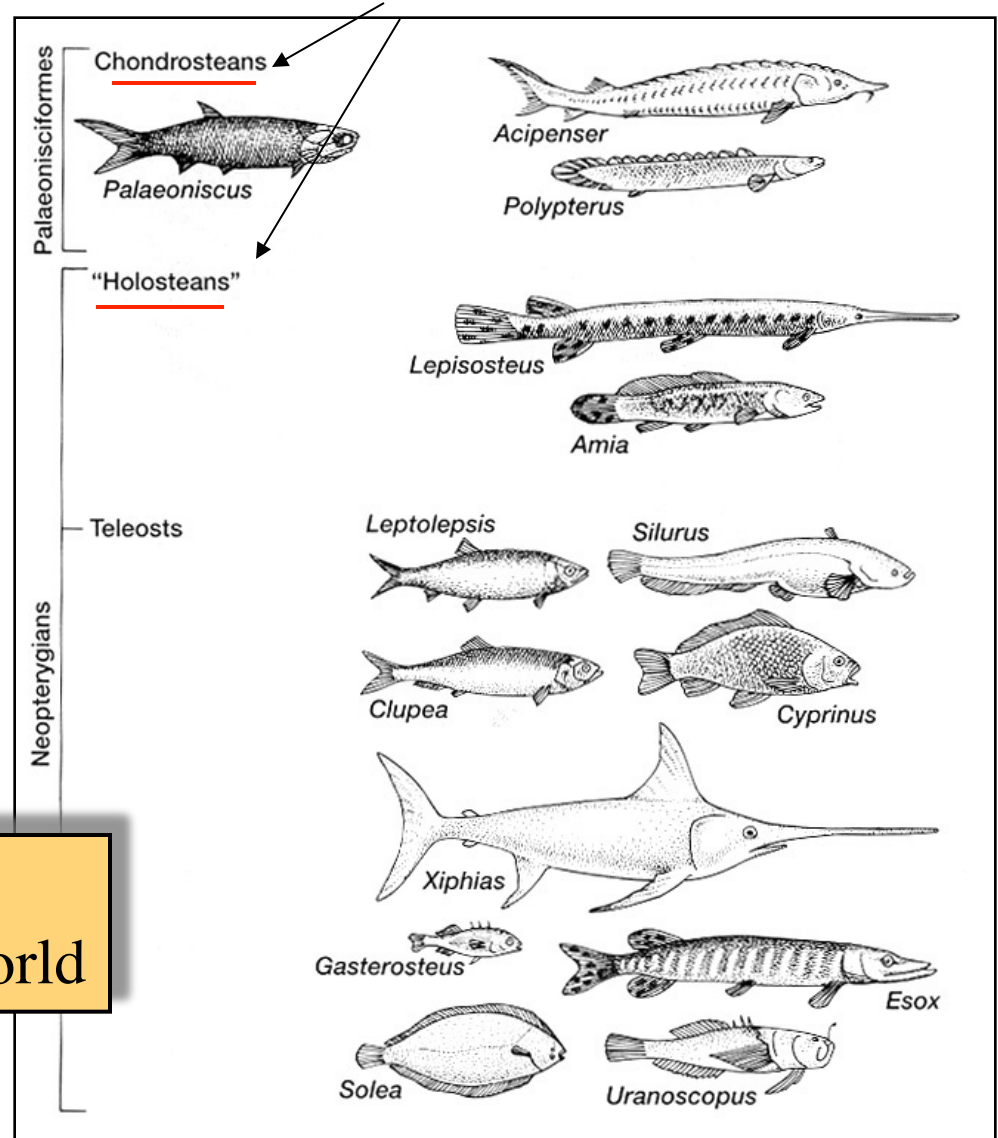 Palaeonisciformes
Chondrosteans
Palaeoniscus
Acipenser
Polypterus
“Holosteans”
Lepisosteus
Amia
Neopterygians
Teleosts
Leptolepsis
Silurus
Clupea
Cyprinus
Xiphias
Gasterosteus
Esox
Solea
Uranoscopus
orld